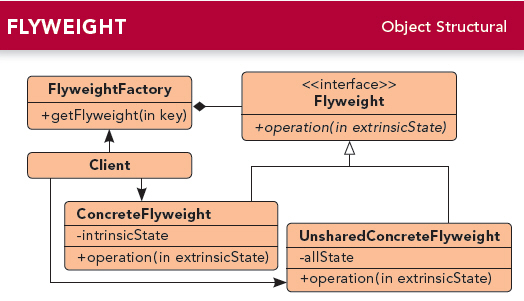 FLYWEIGHT
Object Structural
FlyweightFactory
+getFlyweight(in key)
<<interface>>
Flyweight
+operation(in extrinsicState)
Client
ConcreteFlyweight
-intrinsicState
+operation(in extrinsicState)
UnsharedConcreteFlyweight
-allState
+operation(in extrinsicState)